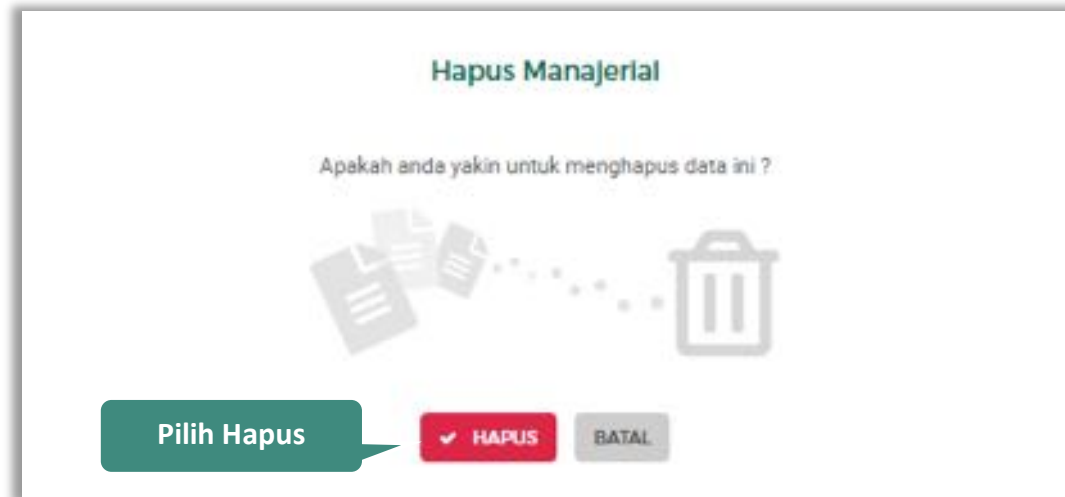 Hapus Manajerial
Apakah anda yakin untuk menghapus data ini ?
Pilih Hapus
HAPUS
BATAL